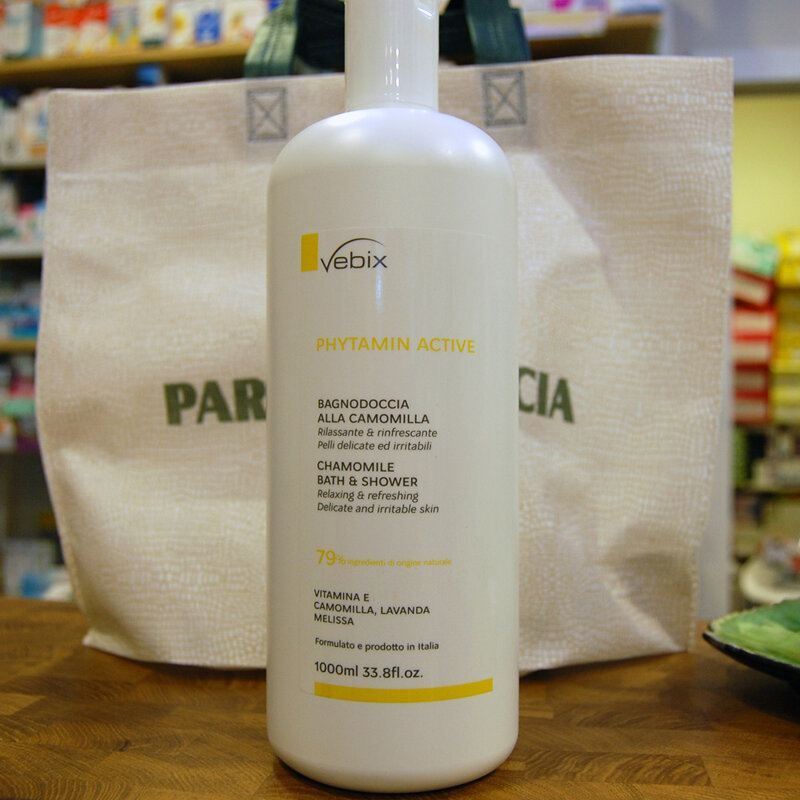 vebix
PHYTAMIN ACTIVE
BAGNODOCCIA
ALLA CAMOMILLA
Rilassante & rinfrescante
Pelli delicate ed irritabili
CHAMOMILE
BATH & SHOWER
Relaxing & refreshing
Delicate and irritable skin
79% ingredienti di origine naturale
VITAMINA E
CAMOMILLA, LAVANDA
MELISSA
Formulato e prodotto in Italia
1000ml 33.8fl.oz.
PAR CIA